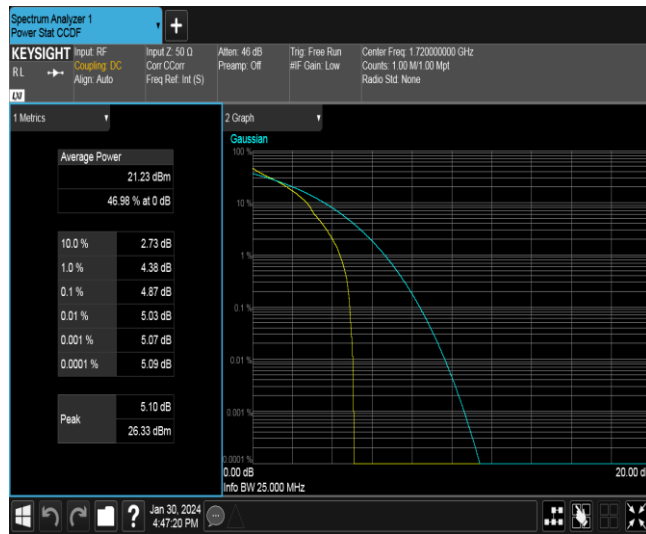 Spectrum Analyzer 1
Power Stat CCDF
+
KEYSIGHT
RL
LXI
Input: RF
Coupling: DC
Align: Auto
Input Z: 50 Ω
Corr CCorr
Freq Ref: Int (S)
Atten: 46 dB
Preamp: Off
Trig: Free Run
#IF Gain: Low
Center Freq: 1.720000000 GHz
Counts: 1.00 M/1.00 Mpt
Radio Std: None
1 Metrics
Average Power
21.23 dBm
46.98 % at 0 dB
10.0 % 2.73 dB
1.0 % 4.38 dB
0.1 % 4.87 dB
0.01 % 5.03 dB
0.001 % 5.07 dB
0.0001 % 5.09 dB
Peak
5.10 dB
26.33 dBm
2 Graph
Gaussian
100 %
10 %
1 %
0.1 %
0.01 %
0.001 %
0.0001 %
0.00 dB
20.00 d
Info BW 25.000 MHz
?
Jan 30, 2024
4:47:20 PM